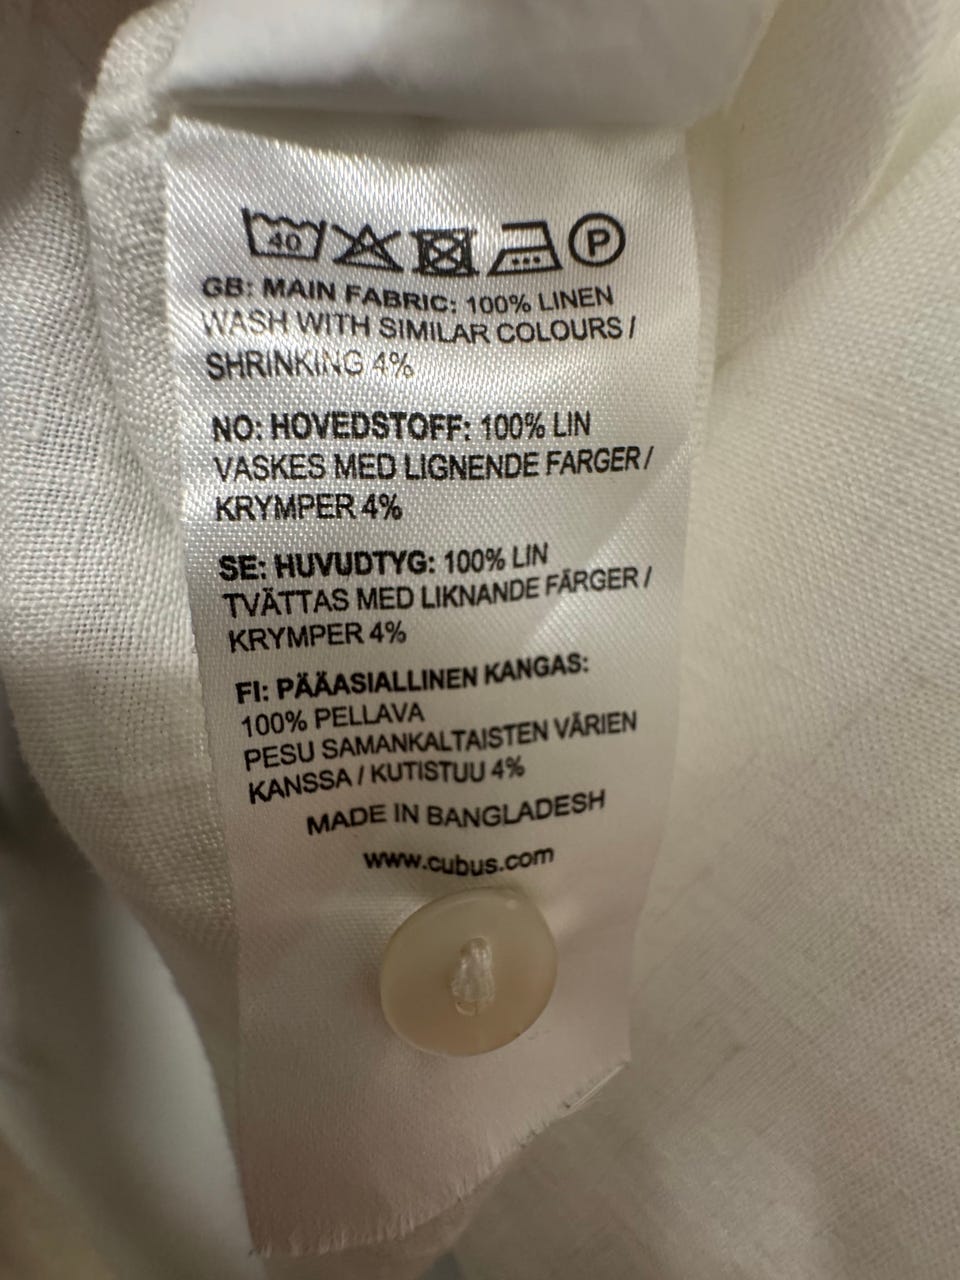 40 P
GB: MAIN FABRIC: 100% LINEN
WASH WITH SIMILAR COLOURS /
SHRINKING 4%
NO: HOVEDSTOFF: 100% LIN
VASKES MED LIGNENDE FARGER /
KRYMPER 4%
SE: HUVUDTYG: 100% LIN
TVÄTTAS MED LIKNANDE FÄRGER /
KRYMPER 4%
FI: PÄÄASIALLINEN KANGAS:
100% PELLAVA
PESU SAMANKALTAISTEN VÄRIEN
KANSSA / KUTISTUU 4%
MADE IN BANGLADESH
www.cubus.com